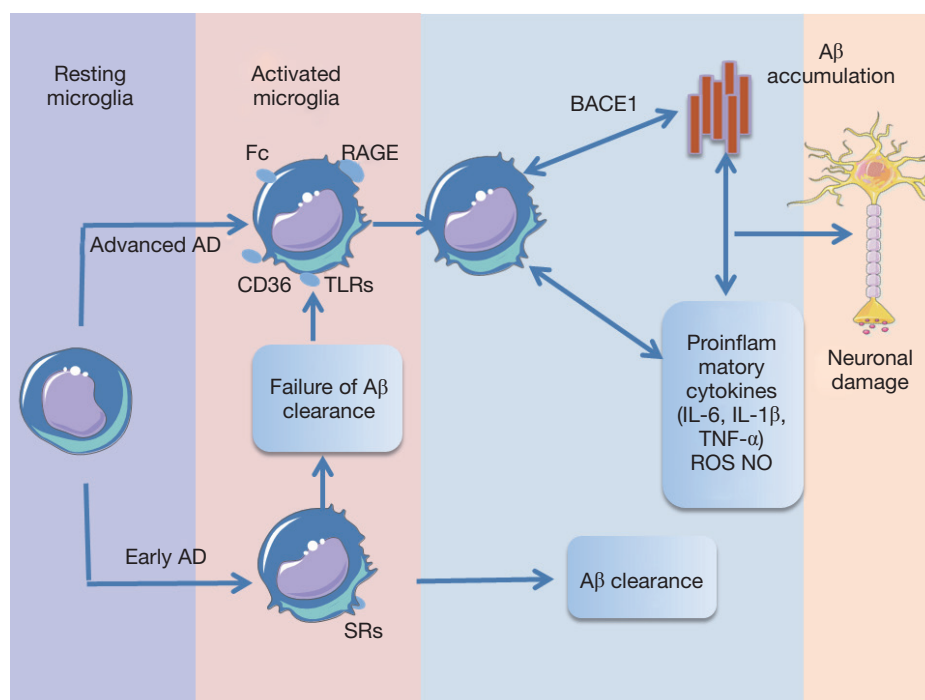 Resting
microglia
Activated
microglia
Aβ
accumulation
BACE1
Fc
RAGE
Advanced AD
CD36
TLRs
Failure of Aβ
clearance
Proinflam
matory
cytokines
(IL-6, IL-1β,
TNF-α)
ROS NO
Neuronal
damage
Early AD
SRs
Aβ clearance